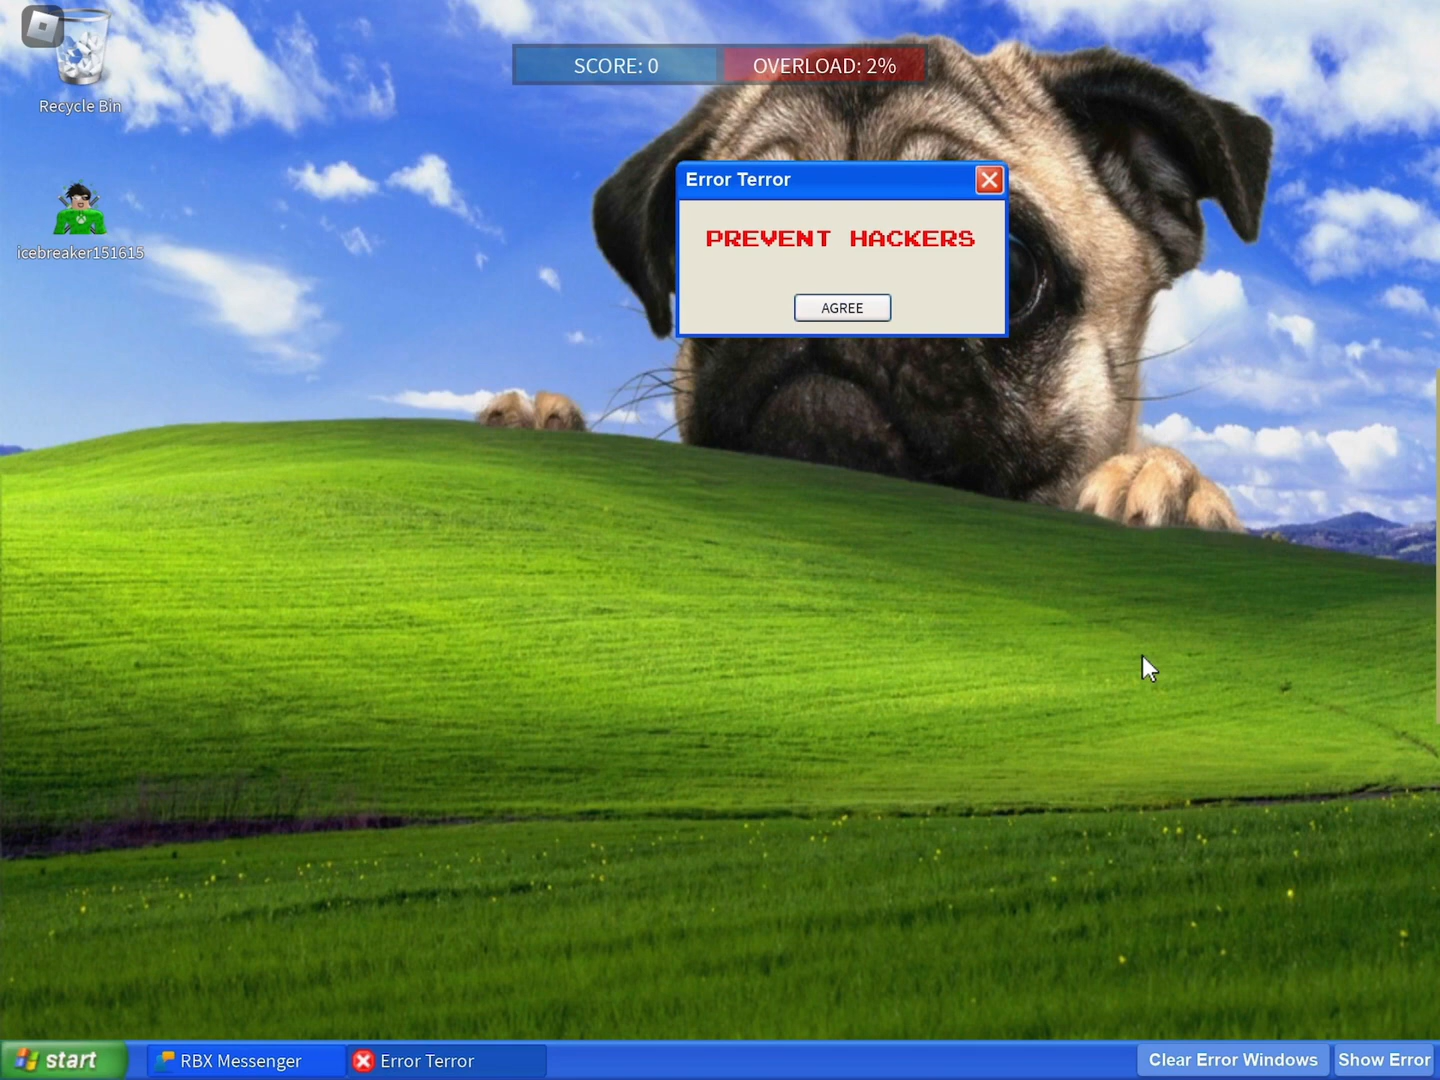 Recycle Bin
icebreaker151615
SCORE: 0
OVERLOAD: 2%
Error Terror
PREVENT HACKERS
AGREE
start
RBX Messenger
Error Terror
Clear Error Windows
Show Error